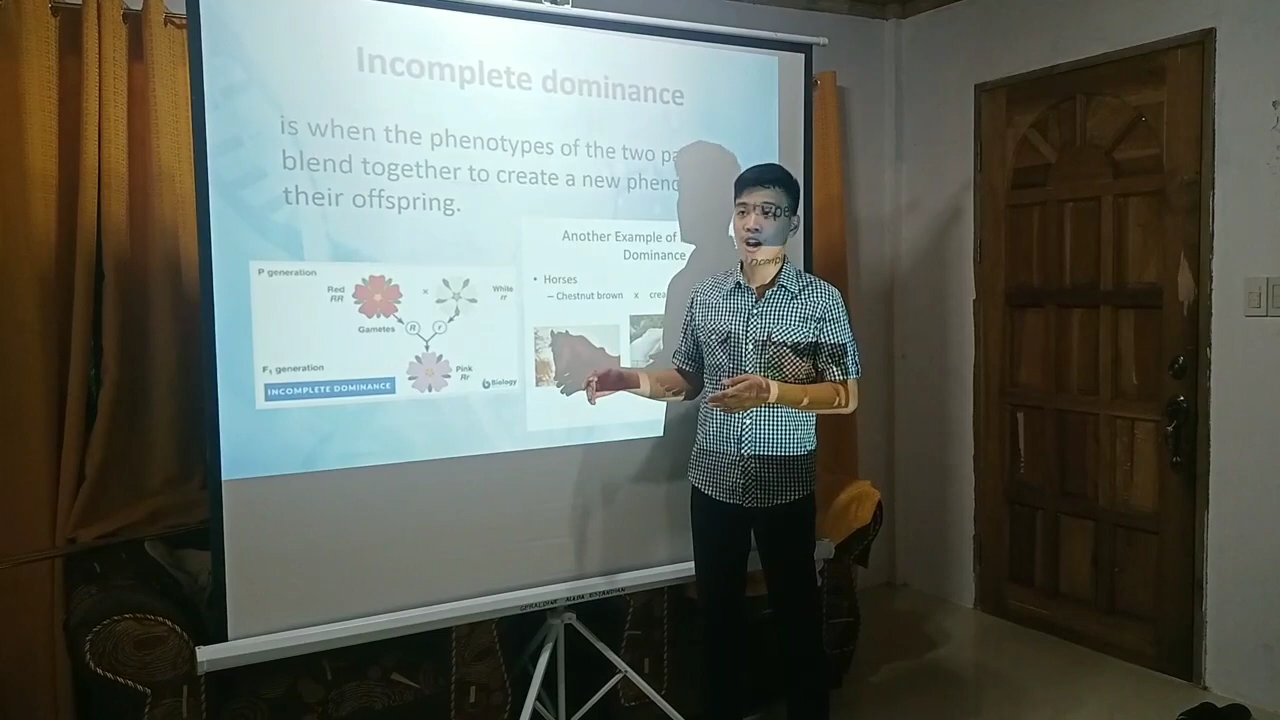 Incomplete dominance
is when the phenotypes of the two pa
blend together to create a new pheno
their offspring.
Another Example of
Dominance
• Horses
– Chestnut brown x crea
P generation
Red
RR
x
White
rr
Gametes
R
r
F1 generation
Pink
Rr
INCOMPLETE DOMINANCE
Biology
GERALDINE